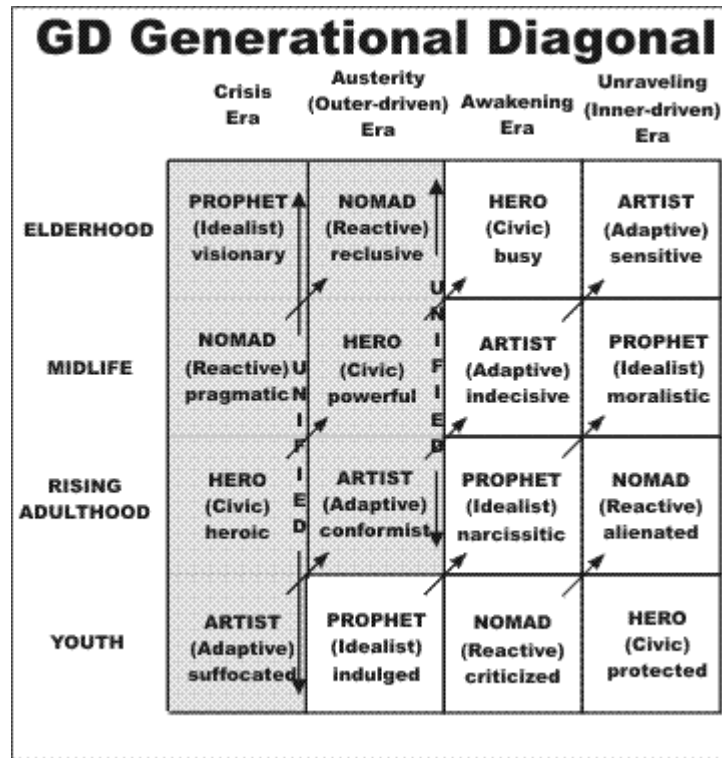 GD Generational Diagonal
Crisis
Era
Austerity
(Outer-driven)
Era
Awakening
Era
Unraveling
(Inner-driven)
Era
ELDERHOOD
PROPHET
(Idealist)
visionary
NOMAD
(Reactive)
reclusive
HERO
(Civic)
busy
ARTIST
(Adaptive)
sensitive
MIDLIFE
NOMAD
(Reactive)
pragmatic
HERO
(Civic)
powerful
ARTIST
(Adaptive)
indecisive
PROPHET
(Idealist)
moralistic
RISING
ADULTHOOD
HERO
(Civic)
heroic
ARTIST
(Adaptive)
conformist
PROPHET
(Idealist)
narcissitic
NOMAD
(Reactive)
alienated
YOUTH
ARTIST
(Adaptive)
suffocated
PROPHET
(Idealist)
indulged
NOMAD
(Reactive)
criticized
HERO
(Civic)
protected
UNIFIED
UNIFIED